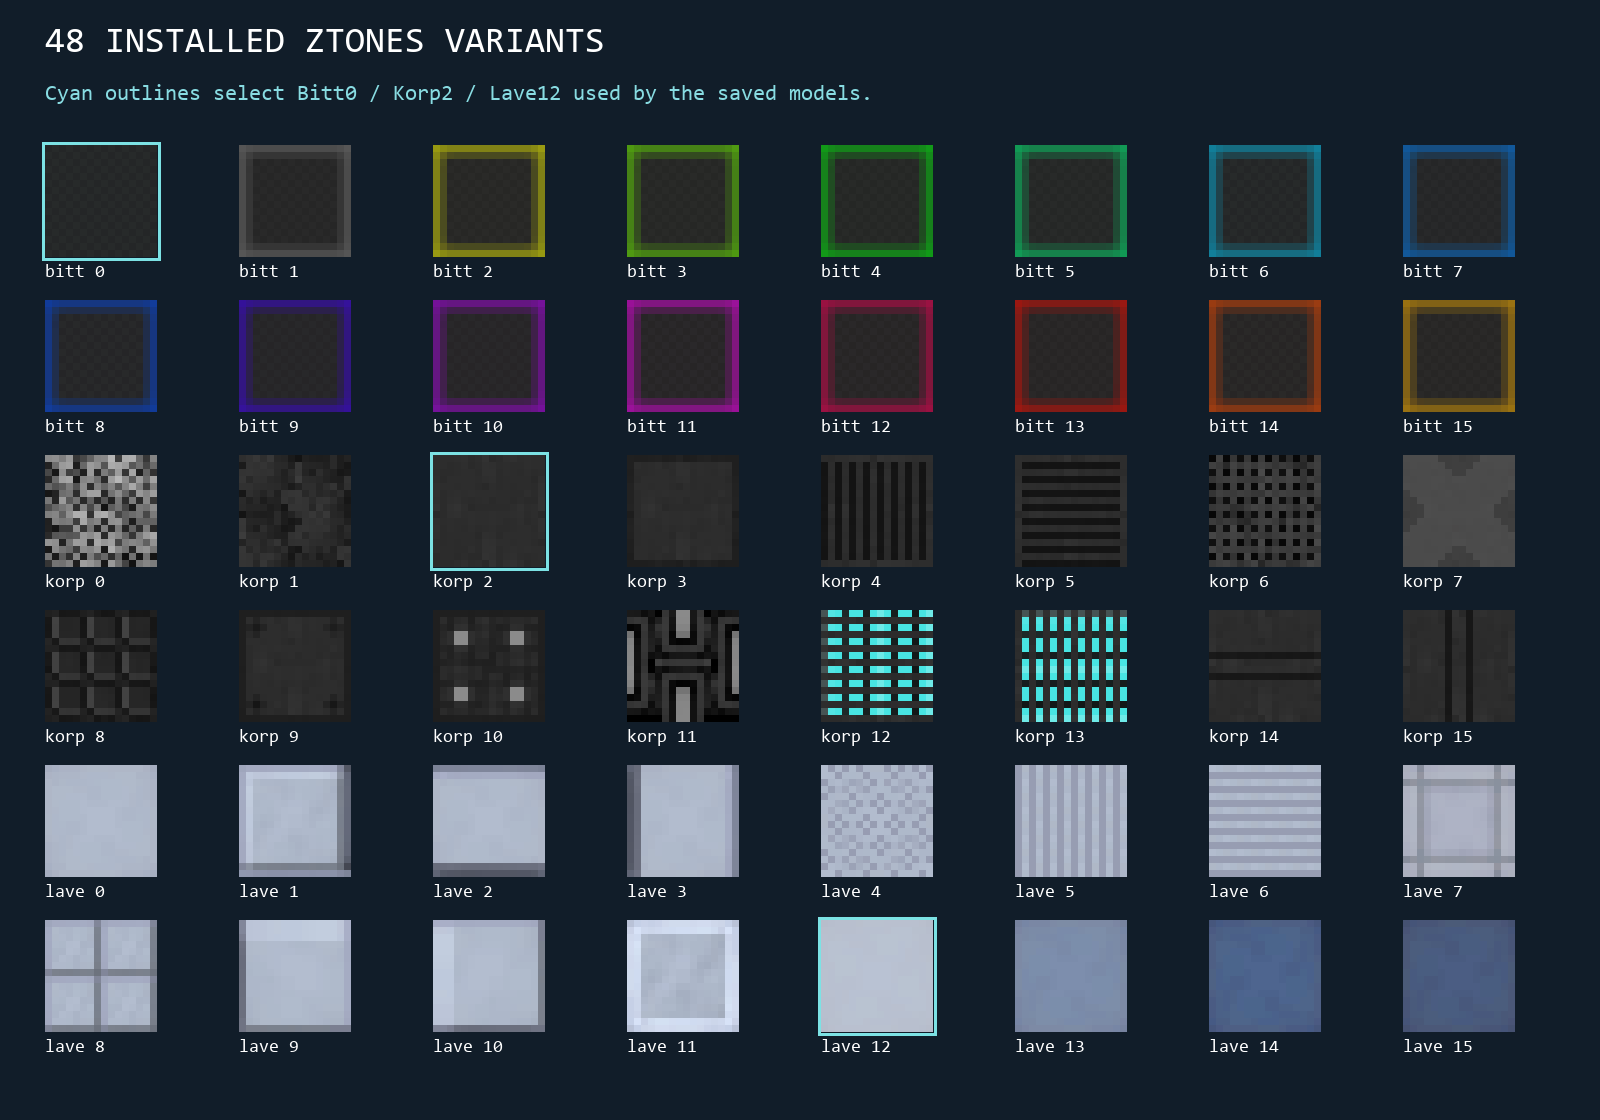 48 INSTALLED ZTONES VARIANTS
Cyan outlines select Bitt0 / Korp2 / Lave12 used by the saved models.
bitt 0 bitt 1 bitt 2 bitt 3 bitt 4 bitt 5 bitt 6 bitt 7
bitt 8 bitt 9 bitt 10 bitt 11 bitt 12 bitt 13 bitt 14 bitt 15
korp 0 korp 1 korp 2 korp 3 korp 4 korp 5 korp 6 korp 7
korp 8 korp 9 korp 10 korp 11 korp 12 korp 13 korp 14 korp 15
lave 0 lave 1 lave 2 lave 3 lave 4 lave 5 lave 6 lave 7
lave 8 lave 9 lave 10 lave 11 lave 12 lave 13 lave 14 lave 15